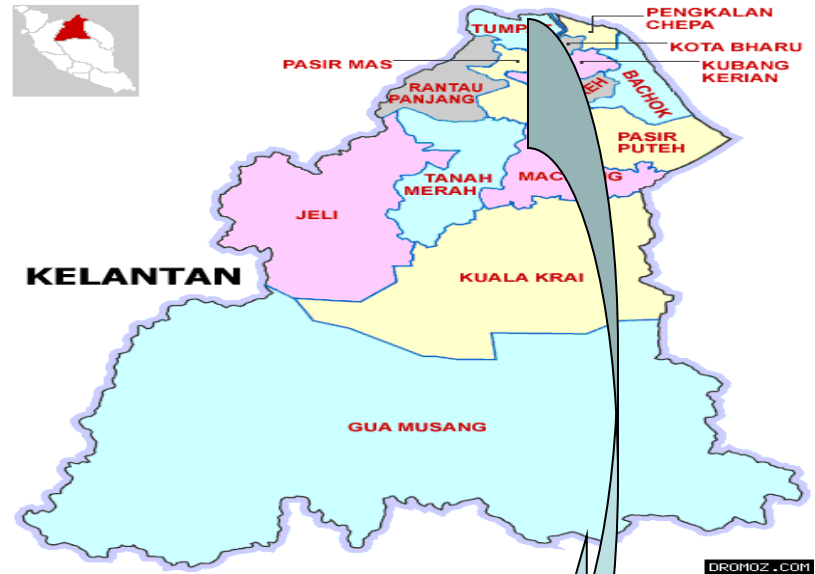 PENGKALAN
CHEPA
KOTA BHARU
KUBANG
KERIAN
PASIR MAS
RANTAU
PANJANG
BACHOK
PASIR
PUTEH
TANAH
MERAH
JELI
KELANTAN
KUALA KRAI
GUA MUSANG
DROMOZ.COM